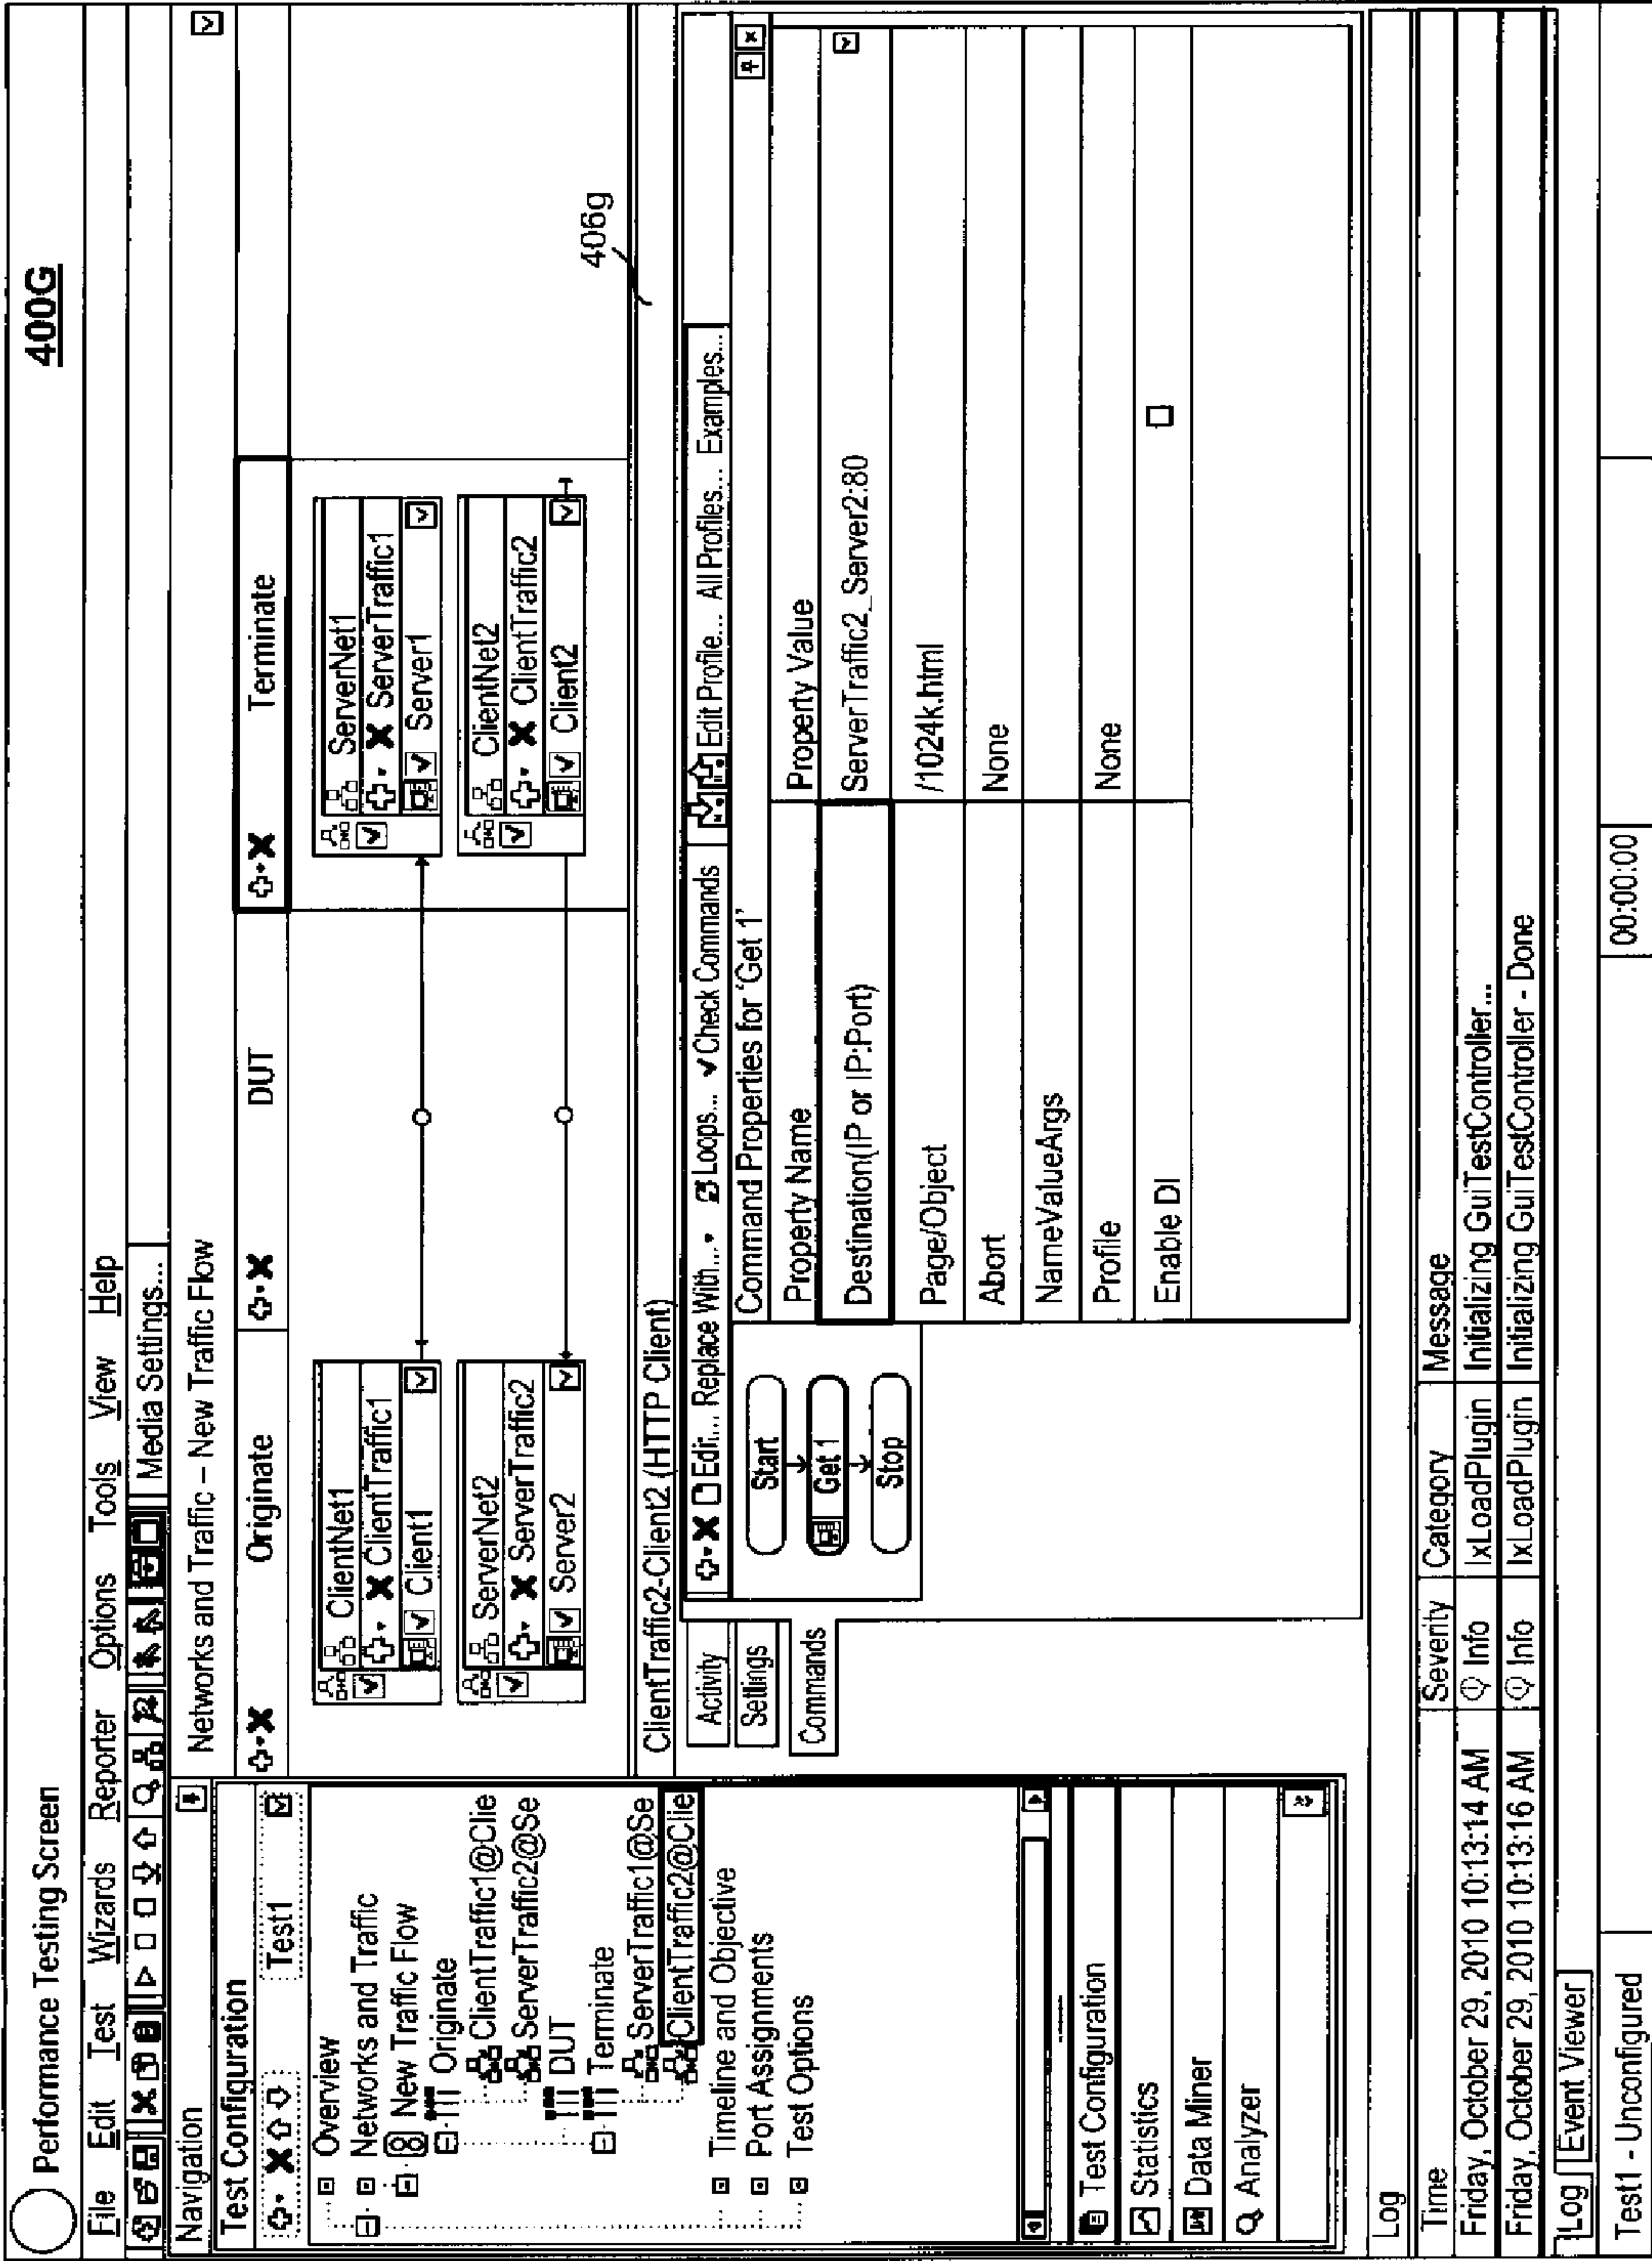 400G
Performance Testing Screen
File Edit Test Wizards Reporter Options Tools View Help
Media Settings...
Navigation
Test Configuration
Test1
Overview
Networks and Traffic
New Traffic Flow
Originate
ClientTraffic1@Clie
ServerTraffic2@Se
DUT
Terminate
ServerTraffic1@Se
ClientTraffic2@Clie
Timeline and Objective
Port Assignments
Test Options
Test Configuration
Statistics
Data Miner
Analyzer
Networks and Traffic – New Traffic Flow
Originate DUT Terminate
ClientNet1 ServerNet1
ClientTraffic1 ServerTraffic1
Client1 Server1
ServerNet2 ClientNet2
ServerTraffic2 ClientTraffic2
Server2 Client2
406g
ClientTraffic2-Client2 (HTTP Client)
Activity
Settings
Commands
Edit... Replace With... Loops... Check Commands Edit Profile... All Profiles... Examples...
Start
Get 1
Stop
Command Properties for 'Get 1'
Property Name Property Value
Destination(IP or IP:Port) ServerTraffic2_Server2:80
Page/Object /1024k.html
Abort None
NameValueArgs
Profile None
Enable DI
Log
Time Severity Category Message
Friday, October 29, 2010 10:13:14 AM Info IxLoadPlugin Initializing GuiTestController...
Friday, October 29, 2010 10:13:16 AM Info IxLoadPlugin Initializing GuiTestController - Done
Log Event Viewer
Test1 - Unconfigured 00:00:00